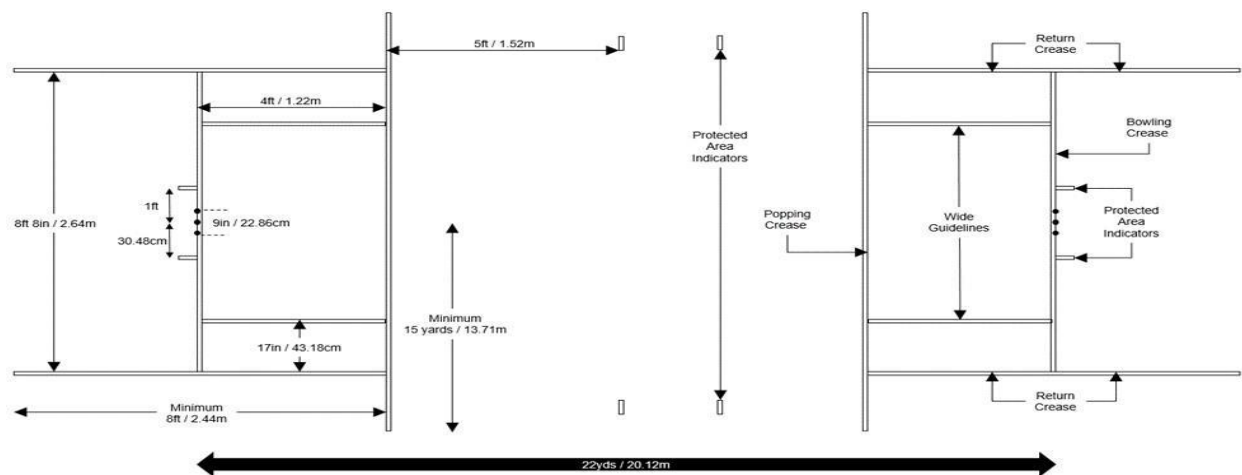 5ft / 1.52m
Return
Crease
4ft / 1.22m
Protected
Area
Indicators
Bowling
Crease
1ft
8ft 8in / 2.64m
9in / 22.86cm
30.48cm
Popping
Crease
Wide
Guidelines
Protected
Area
Indicators
Minimum
15 yards / 13.71m
17in / 43.18cm
Minimum
8ft / 2.44m
Return
Crease
22yds / 20.12m